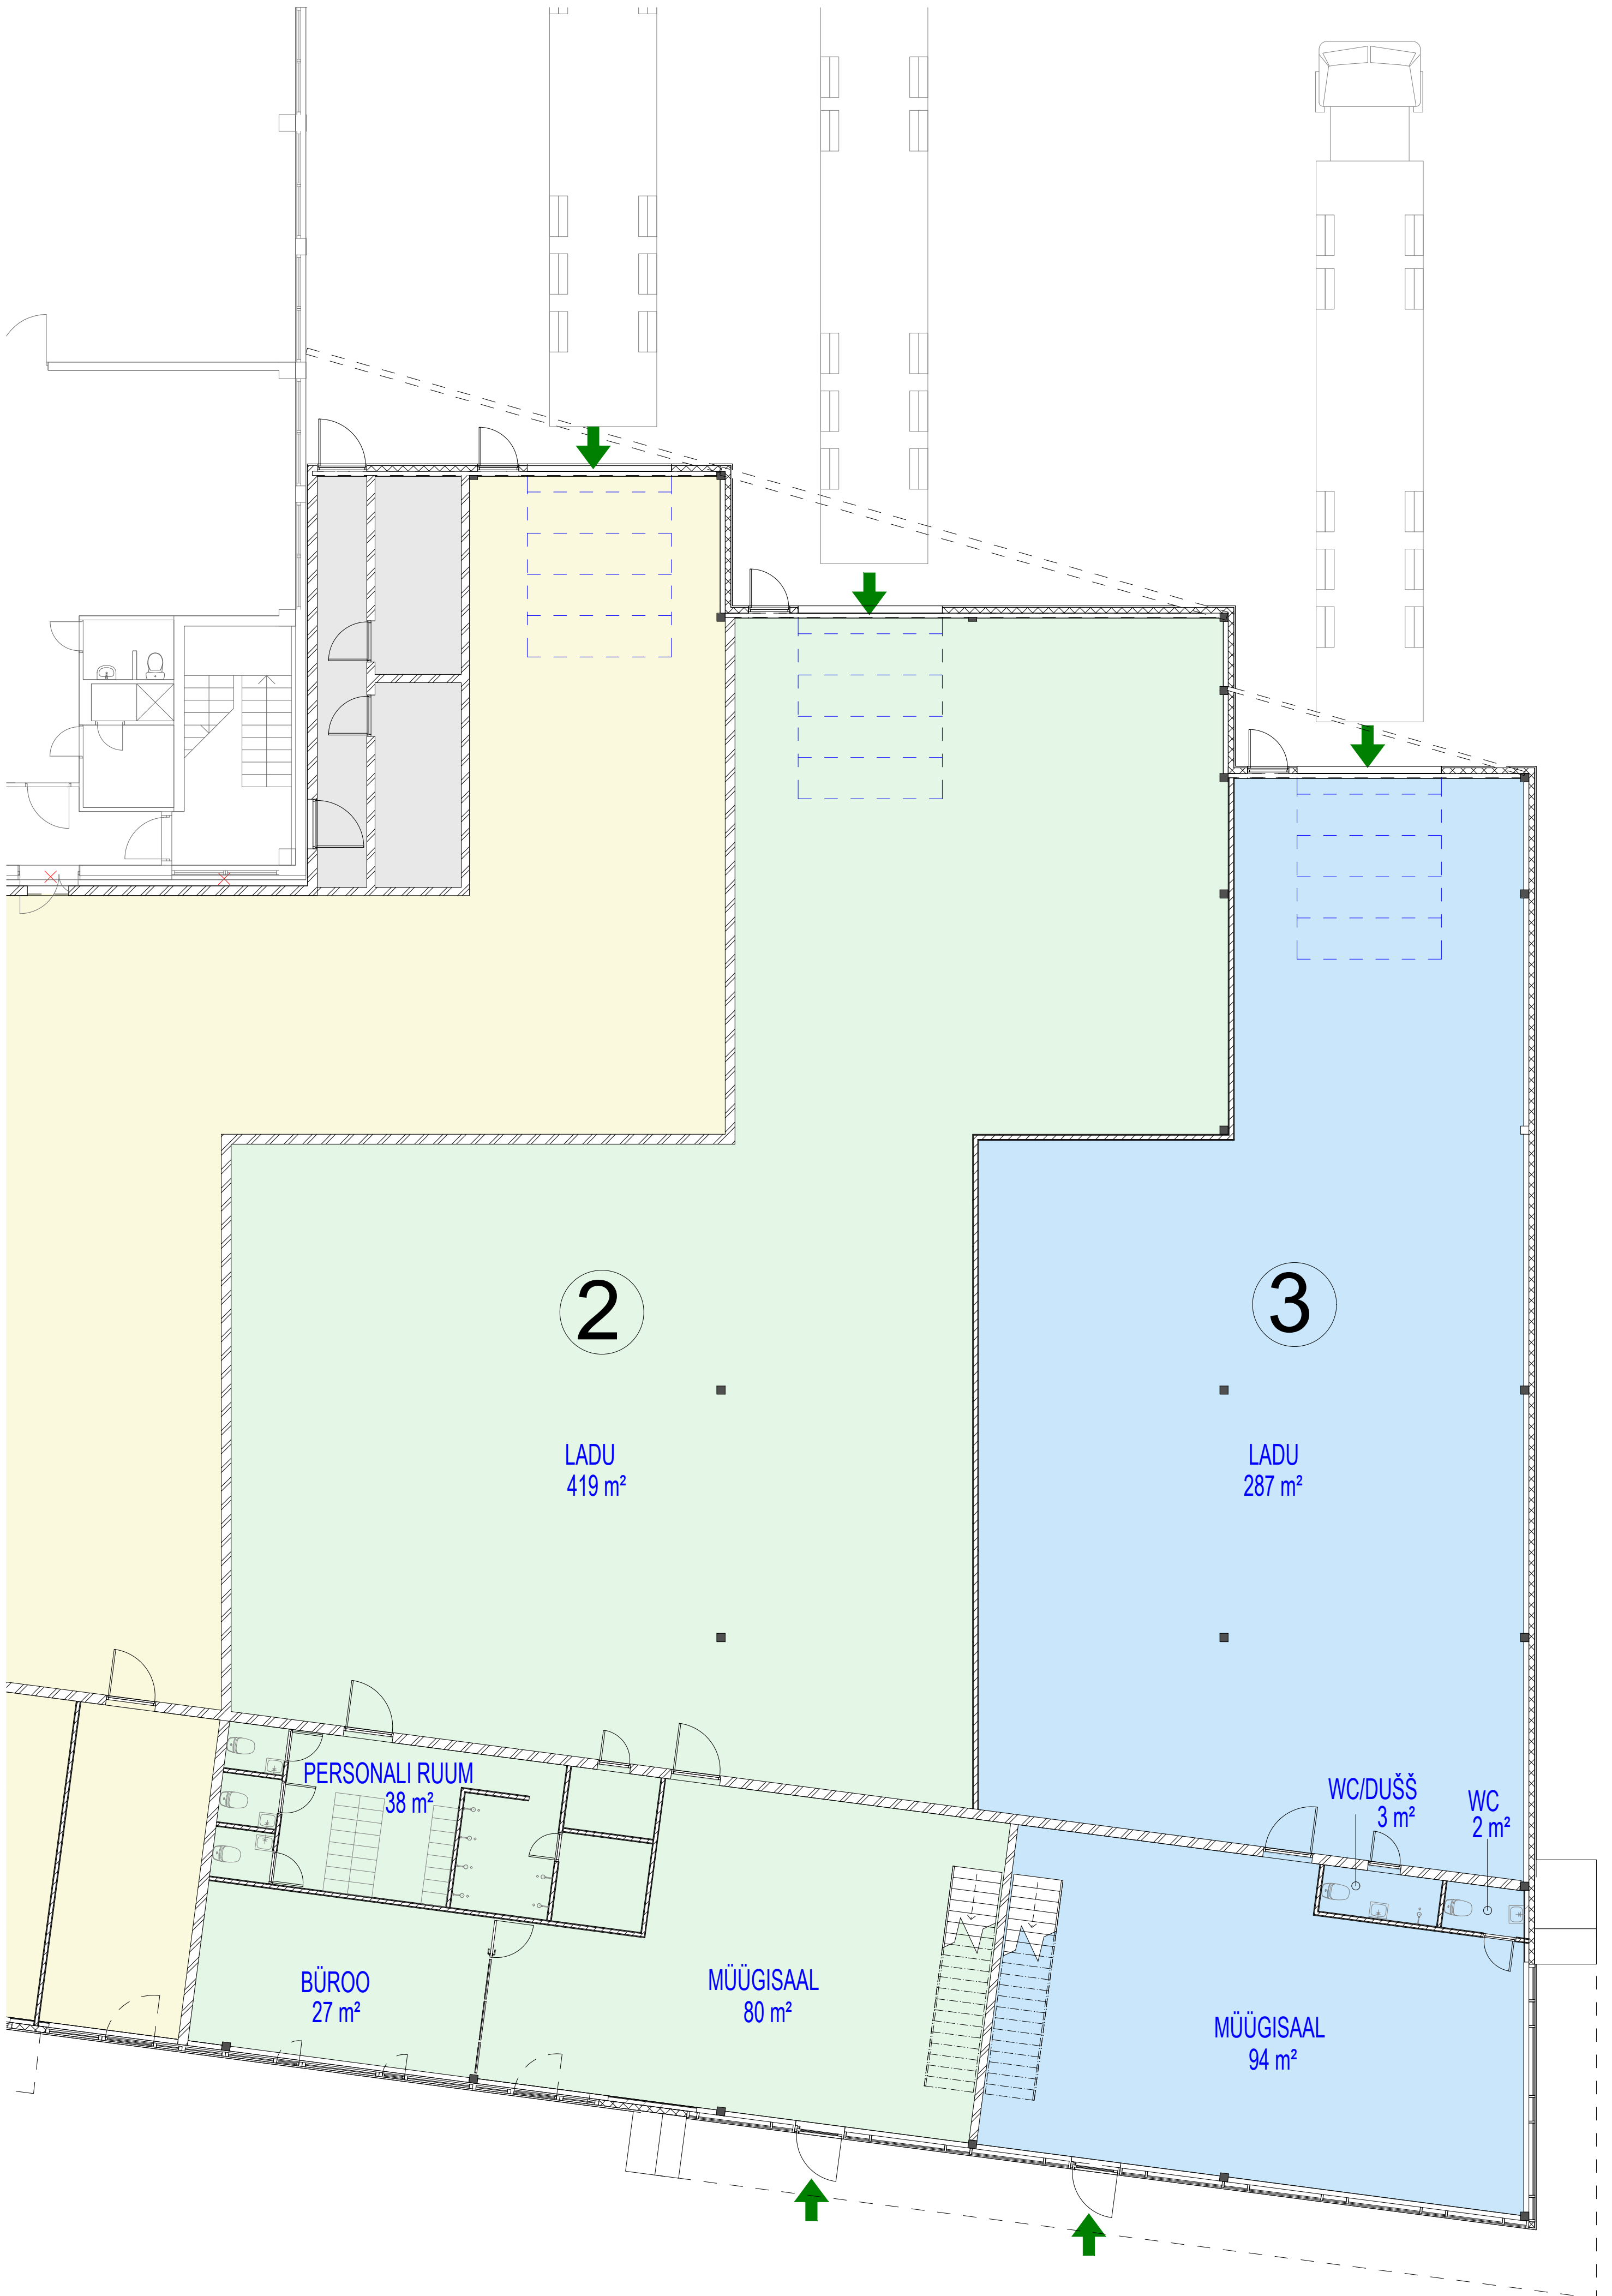 2
3
LADU
419 m²
LADU
287 m²
PERSONALI RUUM
38 m²
WC/DUŠŠ
3 m²
WC
2 m²
BÜROO
27 m²
MÜÜGISAAL
80 m²
MÜÜGISAAL
94 m²